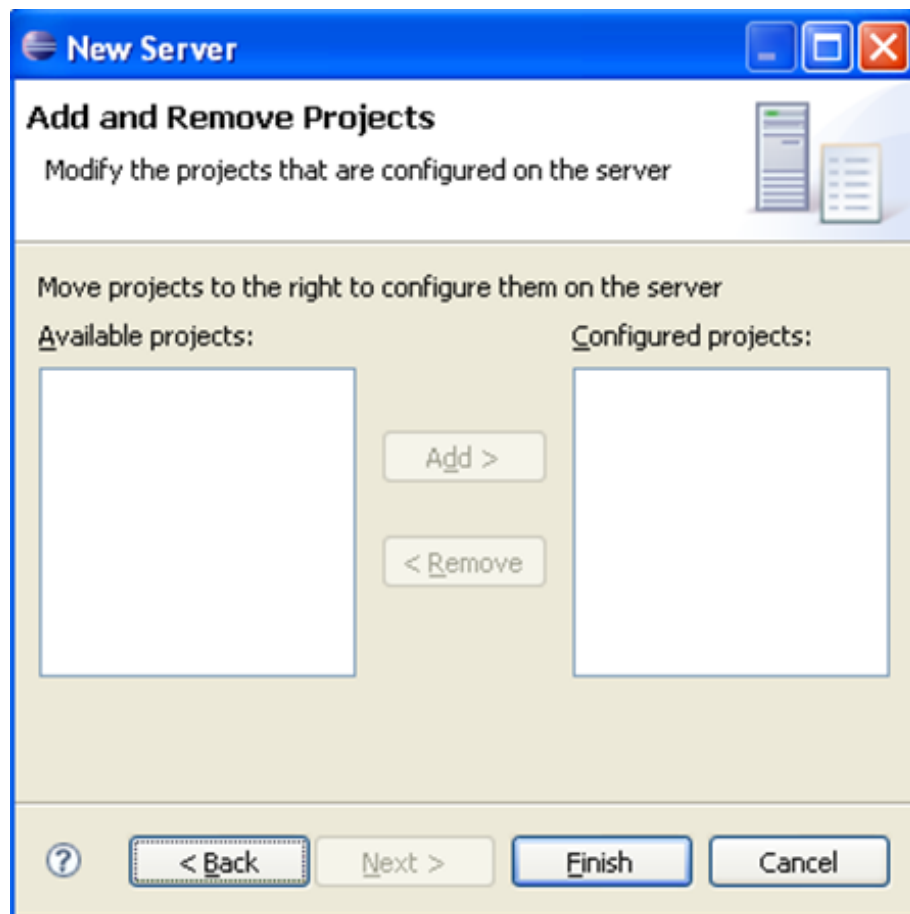 New Server
Add and Remove Projects
Modify the projects that are configured on the server
Move projects to the right to configure them on the server
Available projects:
Configured projects:
Add >
< Remove
?
< Back
Next >
Finish
Cancel